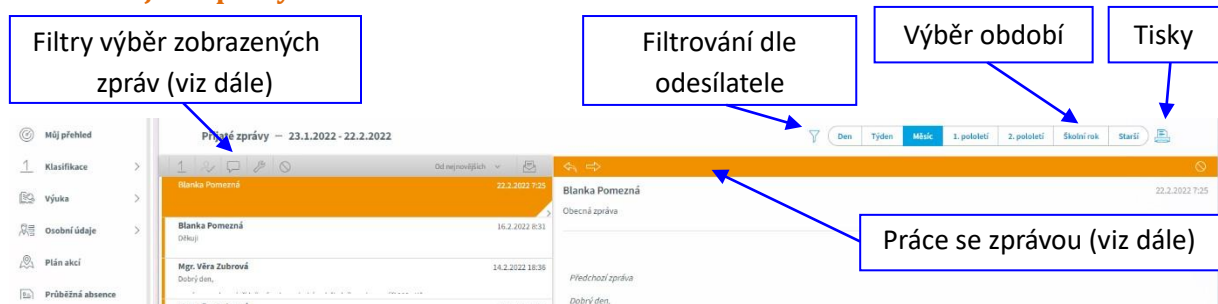 Filtry výběr zobrazených
zpráv (viz dále)
Filtrování dle
odesílatele
Výběr období
Tisky
Můj přehled
Přijaté zprávy — 23.1.2022 - 22.2.2022
Den Týden Měsíc 1. pololetí 2. pololetí Školní rok Starší
Klasifikace
Od nejnovějších
Výuka
Blanka Pomezná 22.2.2022 7:25
Blanka Pomezná 22.2.2022 7:25
Obecná zpráva
Osobní údaje
Blanka Pomezná 16.2.2022 8:31
Děkuji
Práce se zprávou (viz dále)
Plán akcí
Mgr. Věra Zubrová 14.2.2022 18:36
Dobrý den,
Předchozí zpráva
Průběžná absence
Dobrý den.